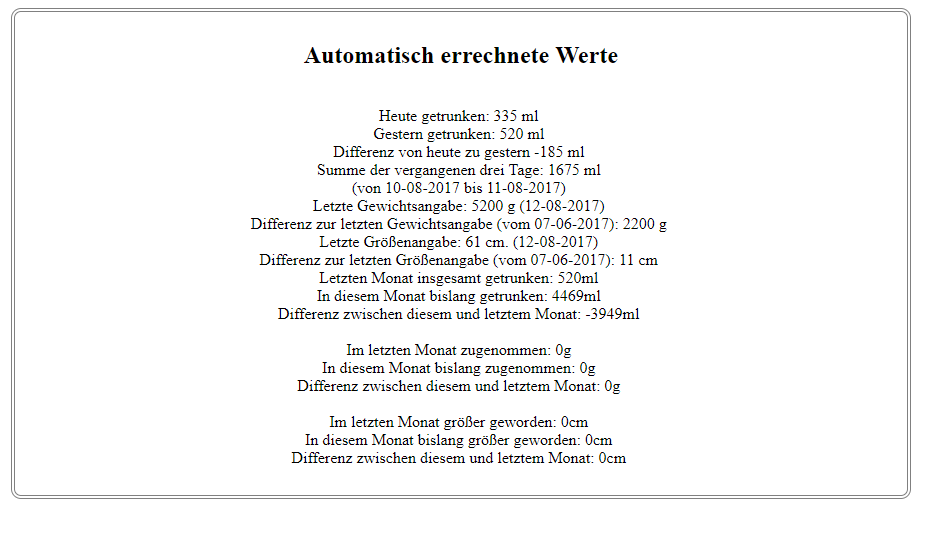 Automatisch errechnete Werte
Heute getrunken: 335 ml
Gestern getrunken: 520 ml
Differenz von heute zu gestern -185 ml
Summe der vergangenen drei Tage: 1675 ml
(von 10-08-2017 bis 11-08-2017)
Letzte Gewichtsangabe: 5200 g (12-08-2017)
Differenz zur letzten Gewichtsangabe (vom 07-06-2017): 2200 g
Letzte Größenangabe: 61 cm. (12-08-2017)
Differenz zur letzten Größenangabe (vom 07-06-2017): 11 cm
Letzten Monat insgesamt getrunken: 520ml
In diesem Monat bislang getrunken: 4469ml
Differenz zwischen diesem und letztem Monat: -3949ml
Im letzten Monat zugenommen: 0g
In diesem Monat bislang zugenommen: 0g
Differenz zwischen diesem und letztem Monat: 0g
Im letzten Monat größer geworden: 0cm
In diesem Monat bislang größer geworden: 0cm
Differenz zwischen diesem und letztem Monat: 0cm